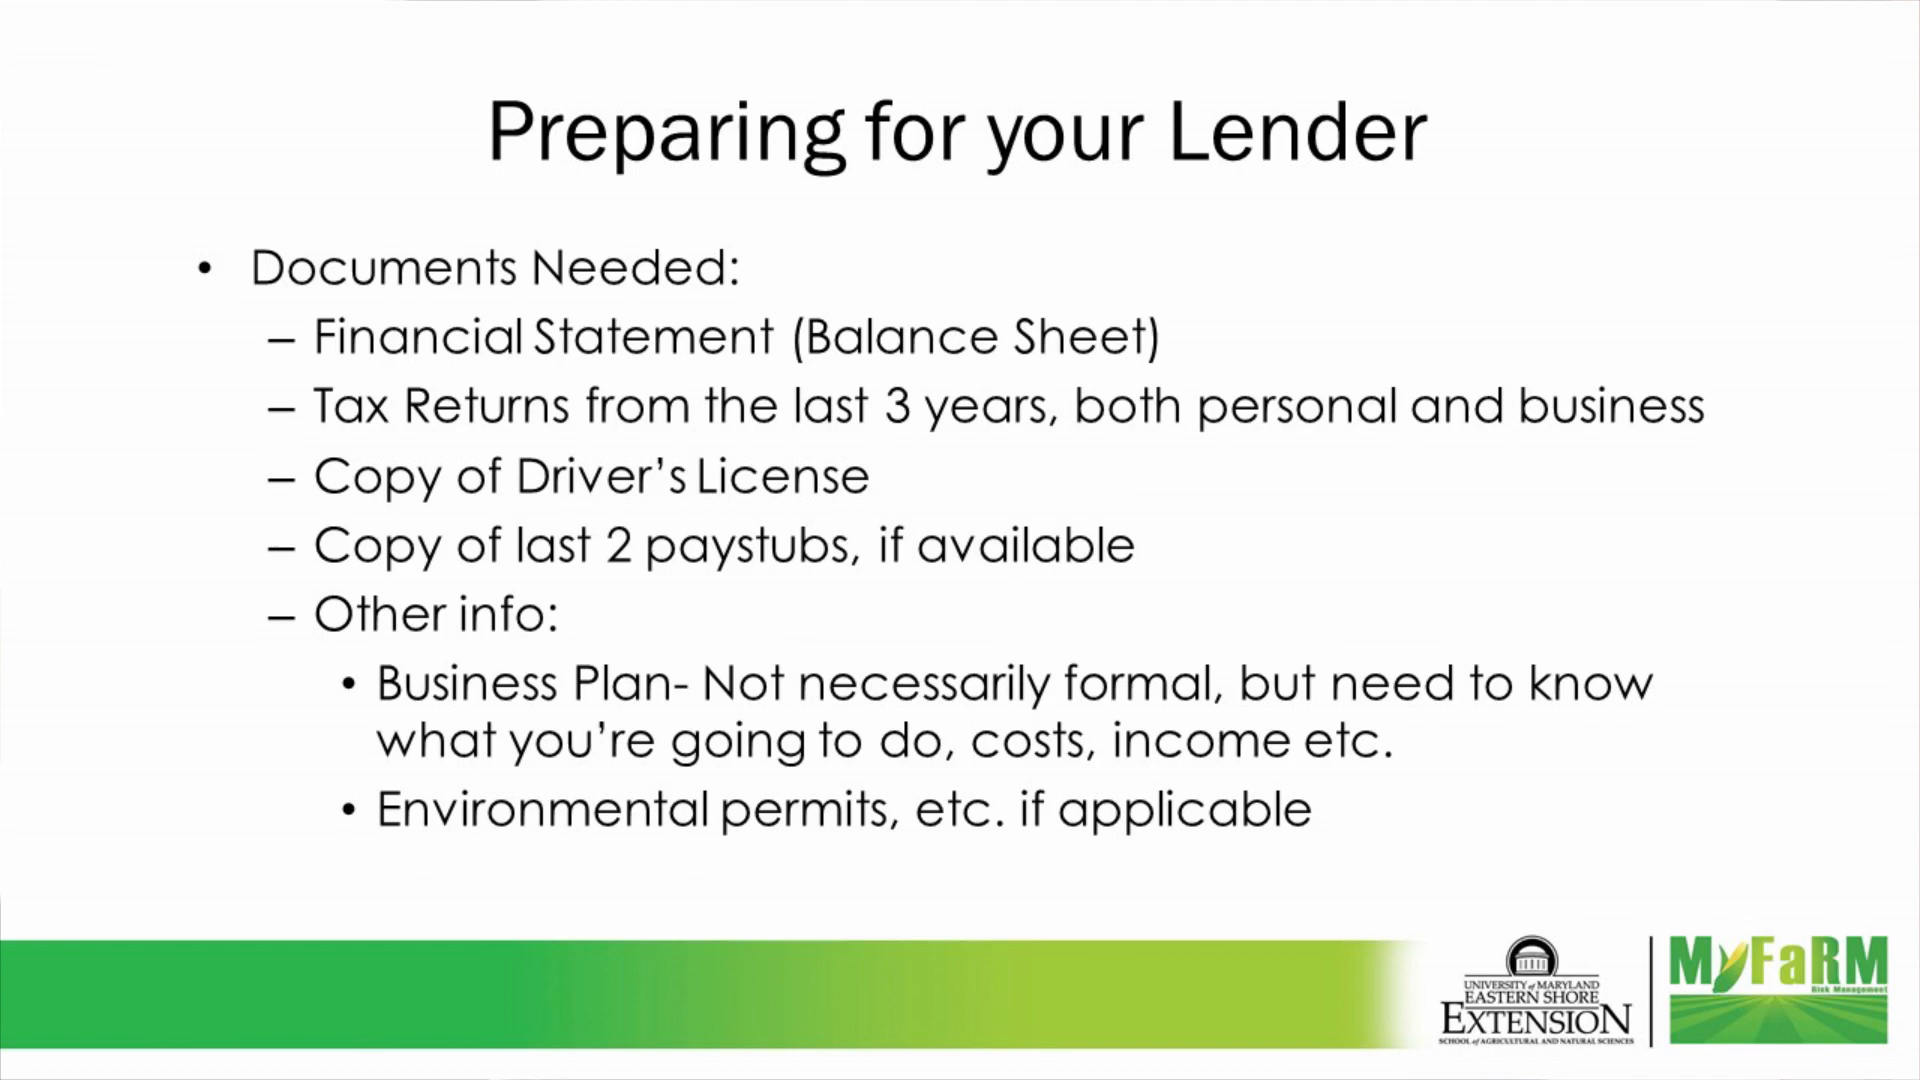 Preparing for your Lender
• Documents Needed:
– Financial Statement (Balance Sheet)
– Tax Returns from the last 3 years, both personal and business
– Copy of Driver’s License
– Copy of last 2 paystubs, if available
– Other info:
• Business Plan- Not necessarily formal, but need to know
what you’re going to do, costs, income etc.
• Environmental permits, etc. if applicable
UNIVERSITY of MARYLAND
EASTERN SHORE
EXTENSION
SCHOOL of AGRICULTURAL AND NATURAL SCIENCES
MyFaRM
Risk Management